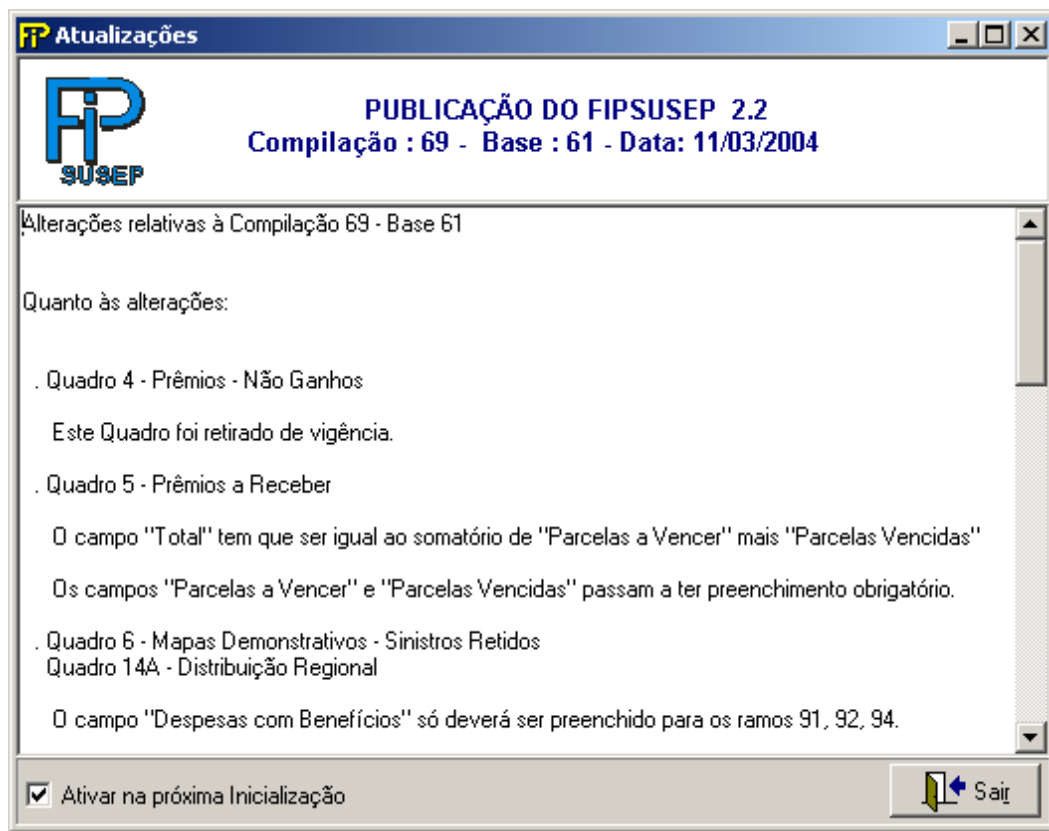 FIP Atualizações
FIP
SUSEP
PUBLICAÇÃO DO FIPSUSEP 2.2
Compilação : 69 - Base : 61 - Data: 11/03/2004
Alterações relativas à Compilação 69 - Base 61
Quanto às alterações:
. Quadro 4 - Prêmios - Não Ganhos
Este Quadro foi retirado de vigência.
. Quadro 5 - Prêmios a Receber
O campo "Total" tem que ser igual ao somatório de "Parcelas a Vencer" mais "Parcelas Vencidas"
Os campos "Parcelas a Vencer" e "Parcelas Vencidas" passam a ter preenchimento obrigatório.
. Quadro 6 - Mapas Demonstrativos - Sinistros Retidos
Quadro 14A - Distribuição Regional
O campo "Despesas com Benefícios" só deverá ser preenchido para os ramos 91, 92, 94.
Ativar na próxima Inicialização
Sair